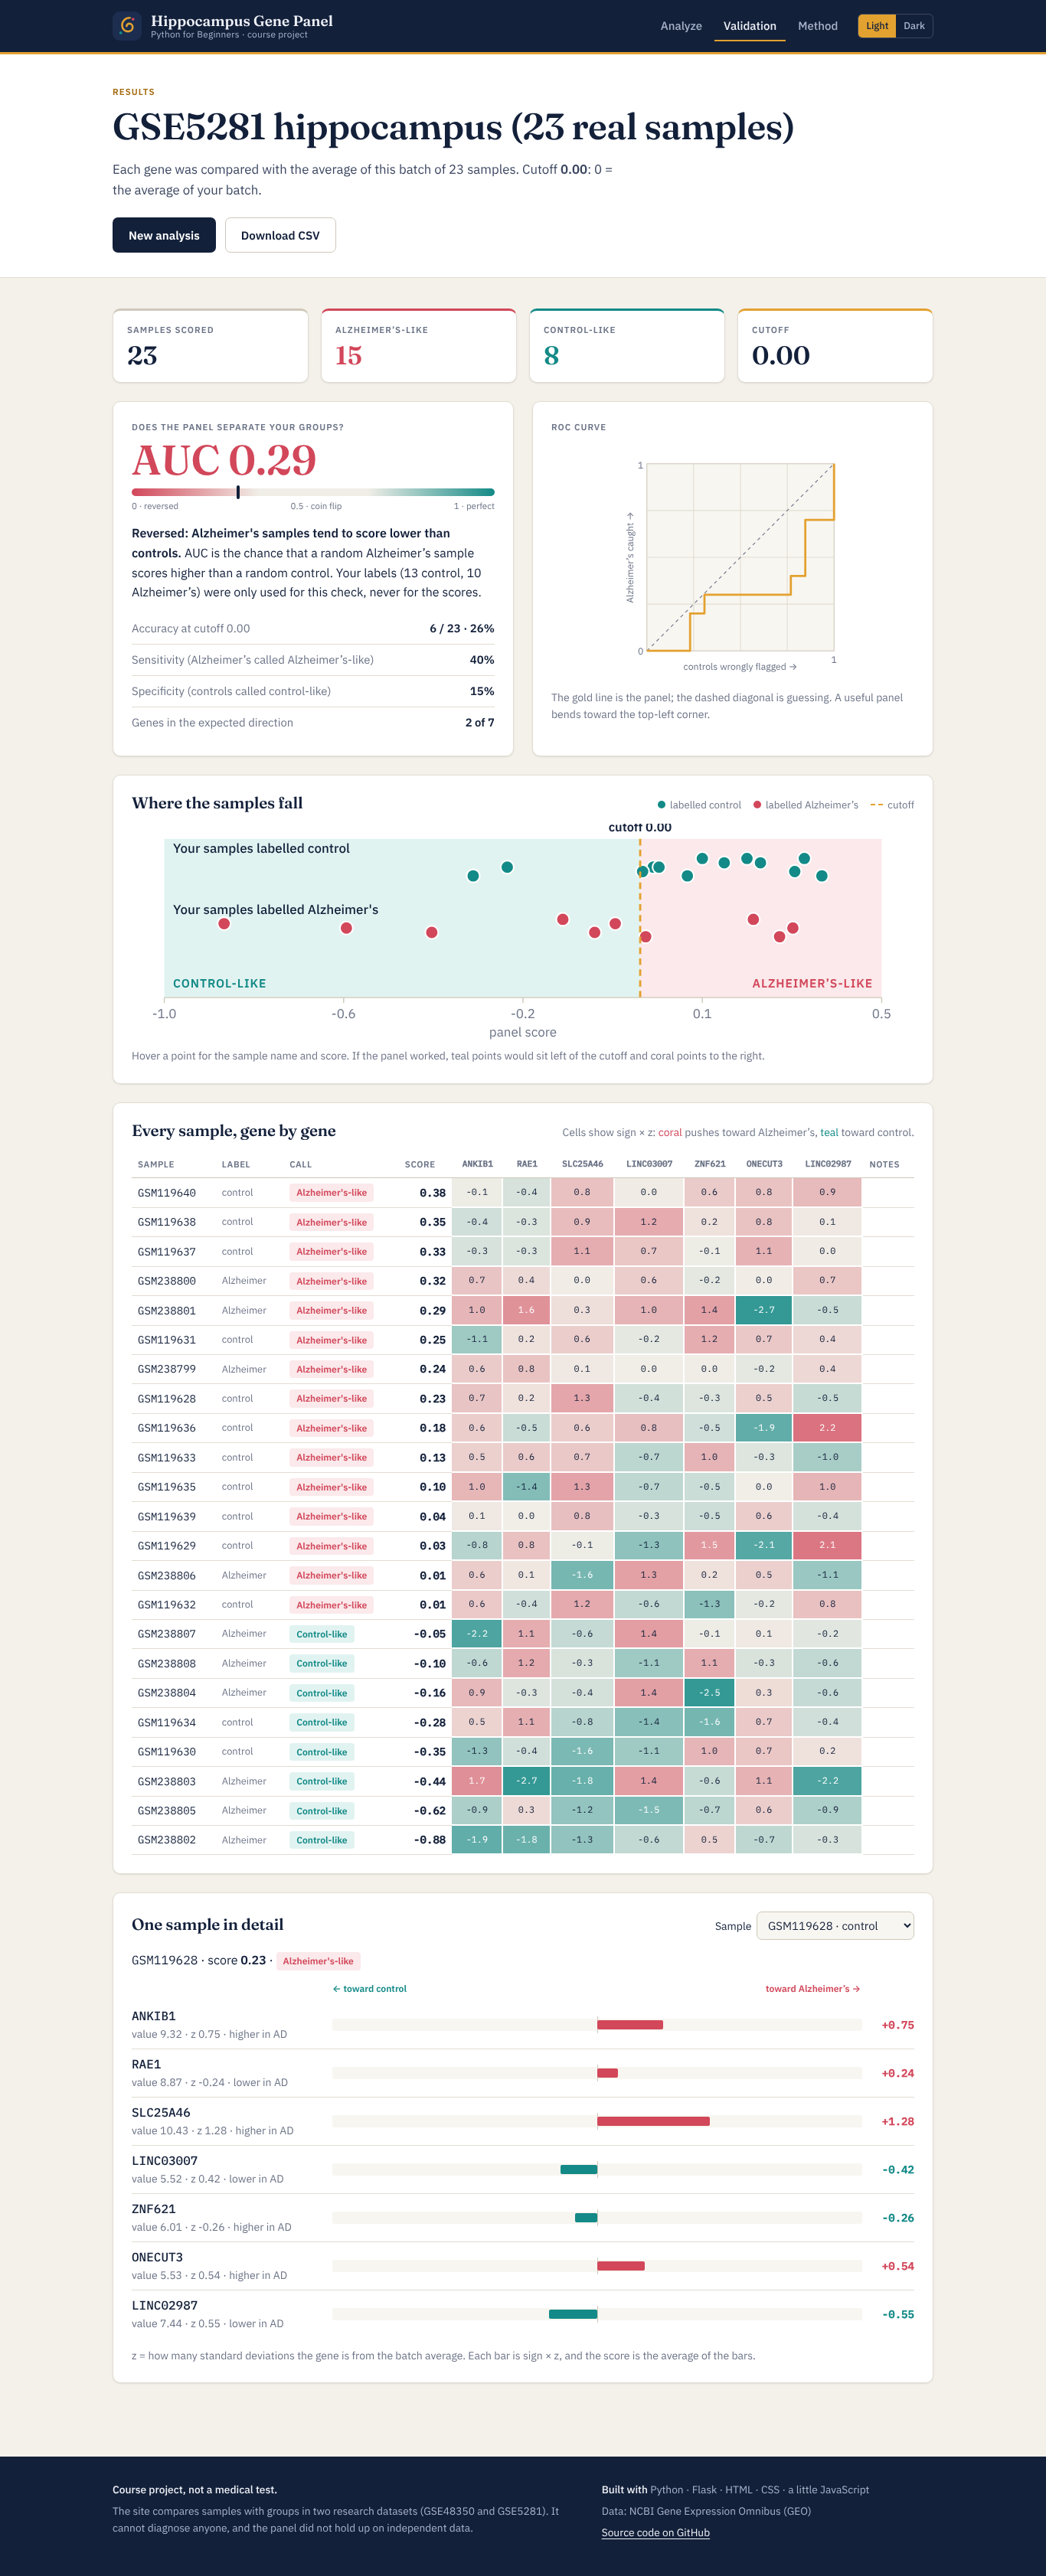 Hippocampus Gene Panel
Python for Beginners · course project
Analyze Validation Method Light Dark
RESULTS
GSE5281 hippocampus (23 real samples)
Each gene was compared with the average of this batch of 23 samples. Cutoff 0.00: 0 =
the average of your batch.
New analysis Download CSV
SAMPLES SCORED
23
ALZHEIMER'S-LIKE
15
CONTROL-LIKE
8
CUTOFF
0.00
DOES THE PANEL SEPARATE YOUR GROUPS?
AUC 0.29
0 · reversed 0.5 · coin flip 1 · perfect
Reversed: Alzheimer's samples tend to score lower than
controls. AUC is the chance that a random Alzheimer's sample
scores higher than a random control. Your labels (13 control, 10
Alzheimer's) were only used for this check, never for the scores.
Accuracy at cutoff 0.00 6 / 23 · 26%
Sensitivity (Alzheimer's called Alzheimer's-like) 40%
Specificity (controls called control-like) 15%
Genes in the expected direction 2 of 7
ROC CURVE
1
Alzheimer's caught →
0
1
controls wrongly flagged →
The gold line is the panel; the dashed diagonal is guessing. A useful panel
bends toward the top-left corner.
Where the samples fall
labelled control labelled Alzheimer's cutoff
cutoff 0.00
Your samples labelled control
Your samples labelled Alzheimer's
CONTROL-LIKE ALZHEIMER'S-LIKE
-1.0 -0.6 -0.2 0.1 0.5
panel score
Hover a point for the sample name and score. If the panel worked, teal points would sit left of the cutoff and coral points to the right.
Every sample, gene by gene
Cells show sign × z: coral pushes toward Alzheimer's, teal toward control.
SAMPLE LABEL CALL SCORE ANKIB1 RAE1 SLC25A46 LINC03007 ZNF621 ONECUT3 LINC02987 NOTES
GSM119640 control Alzheimer's-like 0.38 -0.1 -0.4 0.8 0.0 0.6 0.8 0.9
GSM119638 control Alzheimer's-like 0.35 -0.4 -0.3 0.9 1.2 0.2 0.8 0.1
GSM119637 control Alzheimer's-like 0.33 -0.3 -0.3 1.1 0.7 -0.1 1.1 0.0
GSM238800 Alzheimer Alzheimer's-like 0.32 0.7 0.4 0.0 0.6 -0.2 0.0 0.7
GSM238801 Alzheimer Alzheimer's-like 0.29 1.0 1.6 0.3 1.0 1.4 -2.7 -0.5
GSM119631 control Alzheimer's-like 0.25 -1.1 0.2 0.6 -0.2 1.2 0.7 0.4
GSM238799 Alzheimer Alzheimer's-like 0.24 0.6 0.8 0.1 0.0 0.0 -0.2 0.4
GSM119628 control Alzheimer's-like 0.23 0.7 0.2 1.3 -0.4 -0.3 0.5 -0.5
GSM119636 control Alzheimer's-like 0.18 0.6 -0.5 0.6 0.8 -0.5 -1.9 2.2
GSM119633 control Alzheimer's-like 0.13 0.5 0.6 0.7 -0.7 1.0 -0.3 -1.0
GSM119635 control Alzheimer's-like 0.10 1.0 -1.4 1.3 -0.7 -0.5 0.0 1.0
GSM119639 control Alzheimer's-like 0.04 0.1 0.0 0.8 -0.3 -0.5 0.6 -0.4
GSM119629 control Alzheimer's-like 0.03 -0.8 0.8 -0.1 -1.3 1.5 -2.1 2.1
GSM238806 Alzheimer Alzheimer's-like 0.01 0.6 0.1 -1.6 1.3 0.2 0.5 -1.1
GSM119632 control Alzheimer's-like 0.01 0.6 -0.4 1.2 -0.6 -1.3 -0.2 0.8
GSM238807 Alzheimer Control-like -0.05 -2.2 1.1 -0.6 1.4 -0.1 0.1 -0.2
GSM238808 Alzheimer Control-like -0.10 -0.6 1.2 -0.3 -1.1 1.1 -0.3 -0.6
GSM238804 Alzheimer Control-like -0.16 0.9 -0.3 -0.4 1.4 -2.5 0.3 -0.6
GSM119634 control Control-like -0.28 0.5 1.1 -0.8 -1.4 -1.6 0.7 -0.4
GSM119630 control Control-like -0.35 -1.3 -0.4 -1.6 -1.1 1.0 0.7 0.2
GSM238803 Alzheimer Control-like -0.44 1.7 -2.7 -1.8 1.4 -0.6 1.1 -2.2
GSM238805 Alzheimer Control-like -0.62 -0.9 0.3 -1.2 -1.5 -0.7 0.6 -0.9
GSM238802 Alzheimer Control-like -0.88 -1.9 -1.8 -1.3 -0.6 0.5 -0.7 -0.3
One sample in detail
Sample GSM119628 · control
GSM119628 · score 0.23 · Alzheimer's-like
← toward control toward Alzheimer's →
ANKIB1
value 9.32 · z 0.75 · higher in AD +0.75
RAE1
value 8.87 · z -0.24 · lower in AD +0.24
SLC25A46
value 10.43 · z 1.28 · higher in AD +1.28
LINC03007
value 5.52 · z 0.42 · lower in AD -0.42
ZNF621
value 6.01 · z -0.26 · higher in AD -0.26
ONECUT3
value 5.53 · z 0.54 · higher in AD +0.54
LINC02987
value 7.44 · z 0.55 · lower in AD -0.55
z = how many standard deviations the gene is from the batch average. Each bar is sign × z, and the score is the average of the bars.
Course project, not a medical test.
The site compares samples with groups in two research datasets (GSE48350 and GSE5281). It
cannot diagnose anyone, and the panel did not hold up on independent data.
Built with Python · Flask · HTML · CSS · a little JavaScript
Data: NCBI Gene Expression Omnibus (GEO)
Source code on GitHub